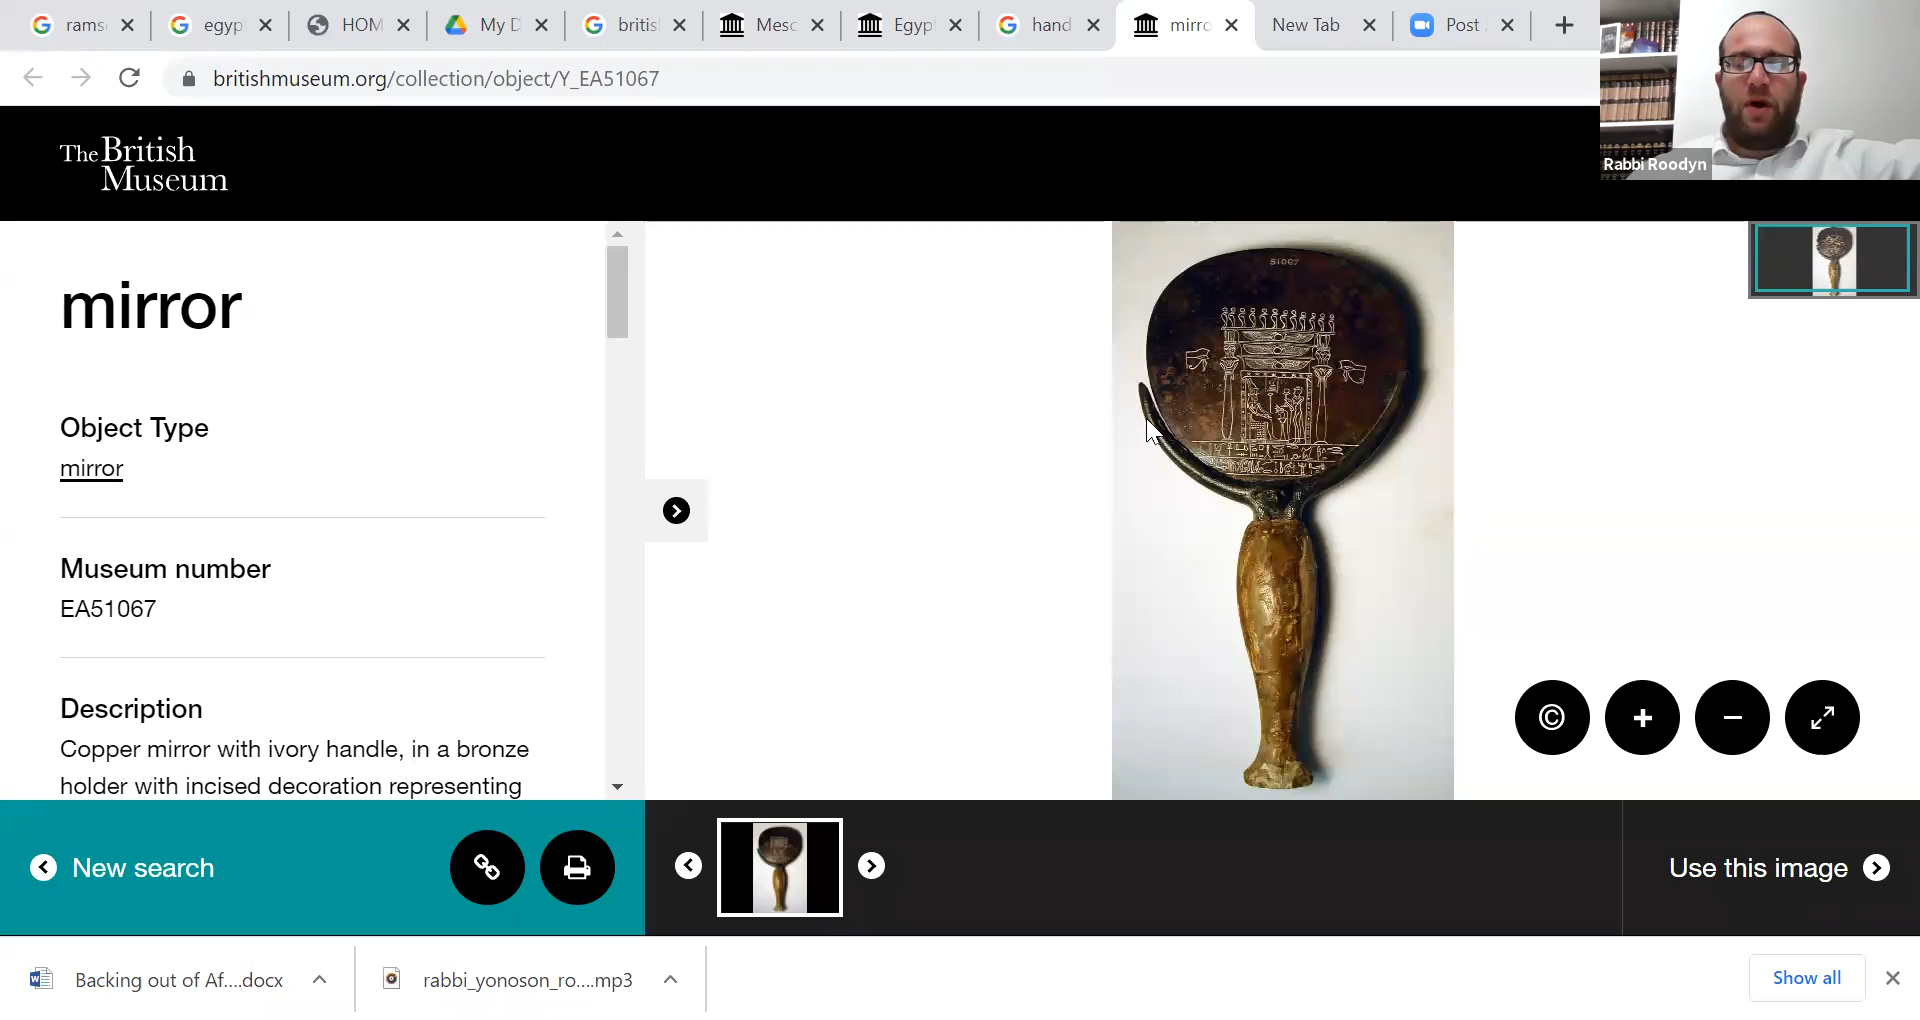 rams
egyp
HOM
My D
britis
Meso
Egyp
hand
mirro
New Tab
Post
britishmuseum.org/collection/object/Y_EA51067
Rabbi Roodyn
The British
Museum
51067
mirror
Object Type
mirror
Museum number
EA51067
Description
Copper mirror with ivory handle, in a bronze
holder with incised decoration representing
New search
Use this image
Backing out of Af....docx
rabbi_yonoson_ro....mp3
Show all